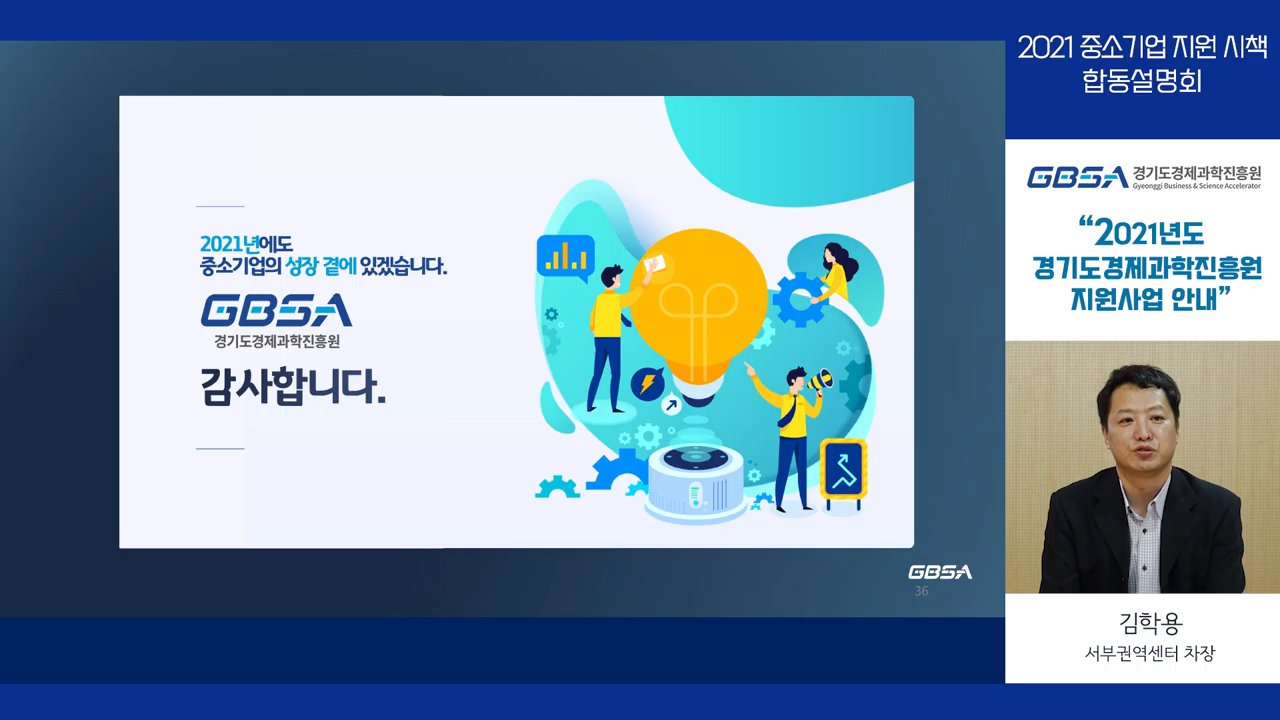 2021 중소기업 지원 시책
합동설명회
GBSA 경기도경제과학진흥원
Gyeonggi Business & Science Accelerator
“2021년도
경기도경제과학진흥원
지원사업 안내”
2021년에도
중소기업의 성장 곁에 있겠습니다.
GBSA
경기도경제과학진흥원
감사합니다.
GBSA
36
김학용
서부권역센터 차장